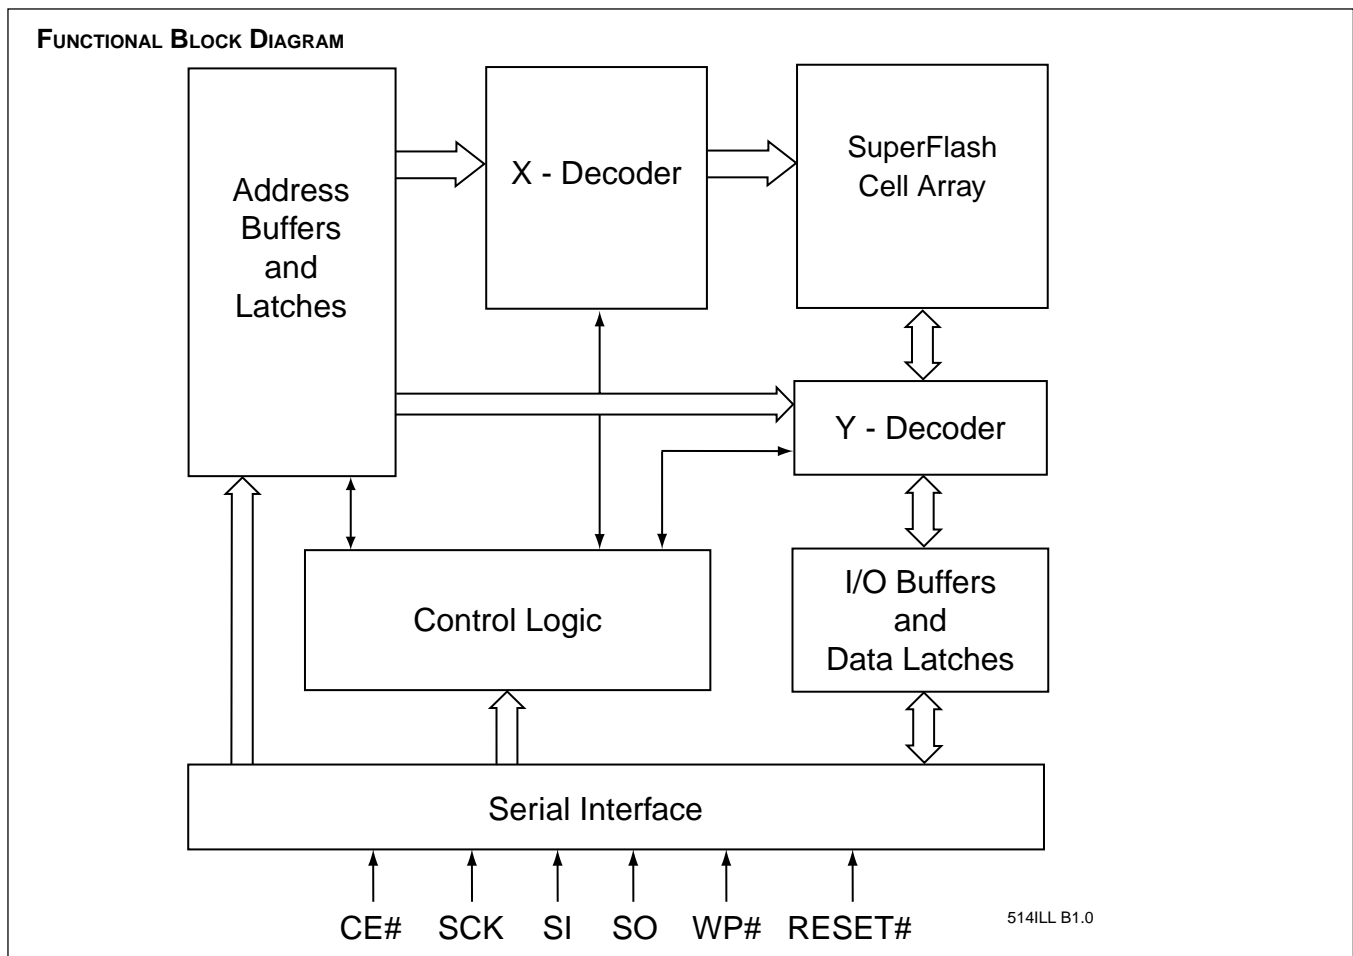 FUNCTIONAL BLOCK DIAGRAM
Address
Buffers
and
Latches
X - Decoder
SuperFlash
Cell Array
Y - Decoder
Control Logic
I/O Buffers
and
Data Latches
Serial Interface
CE# SCK SI SO WP# RESET#
514ILL B1.0